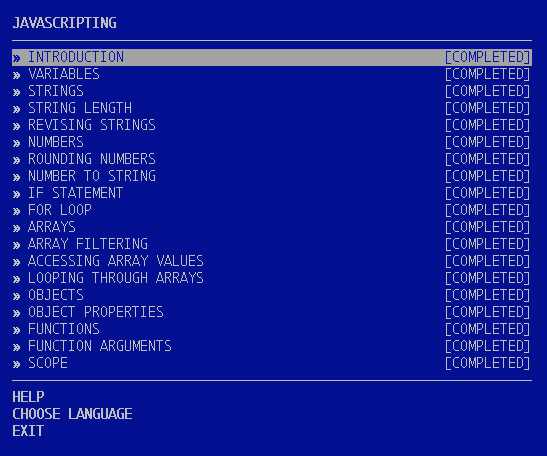 JAVASCRIPTING
» INTRODUCTION [COMPLETED]
» VARIABLES [COMPLETED]
» STRINGS [COMPLETED]
» STRING LENGTH [COMPLETED]
» REVISING STRINGS [COMPLETED]
» NUMBERS [COMPLETED]
» ROUNDING NUMBERS [COMPLETED]
» NUMBER TO STRING [COMPLETED]
» IF STATEMENT [COMPLETED]
» FOR LOOP [COMPLETED]
» ARRAYS [COMPLETED]
» ARRAY FILTERING [COMPLETED]
» ACCESSING ARRAY VALUES [COMPLETED]
» LOOPING THROUGH ARRAYS [COMPLETED]
» OBJECTS [COMPLETED]
» OBJECT PROPERTIES [COMPLETED]
» FUNCTIONS [COMPLETED]
» FUNCTION ARGUMENTS [COMPLETED]
» SCOPE [COMPLETED]
HELP
CHOOSE LANGUAGE
EXIT